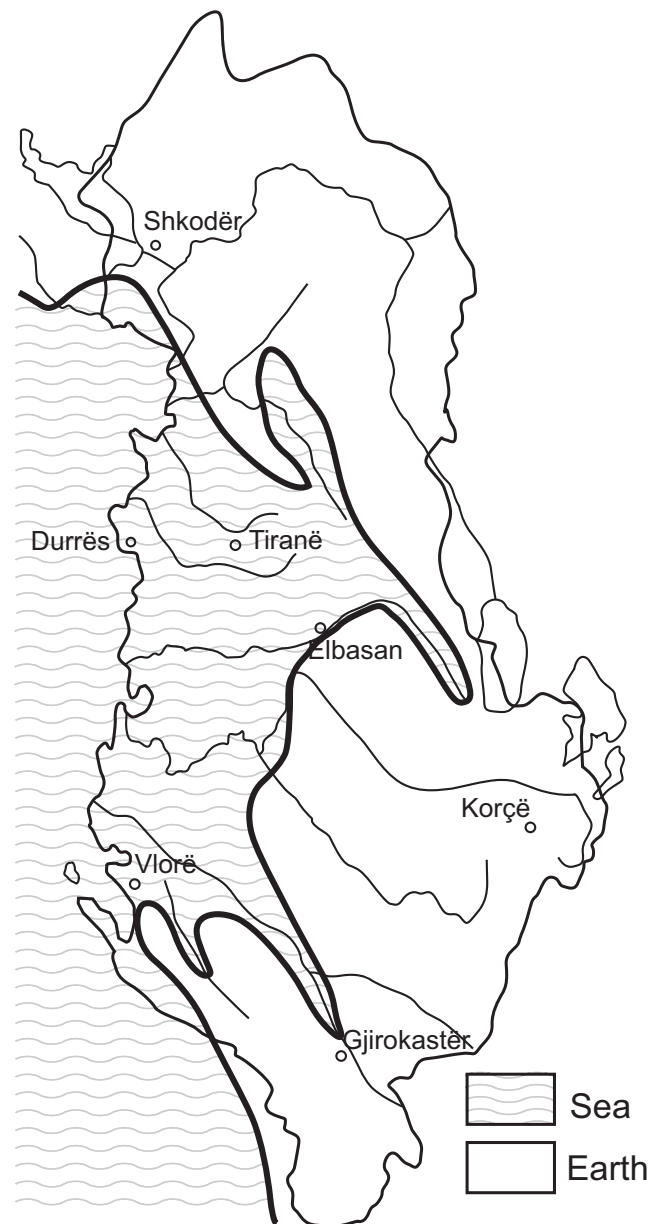 Shkodër
Durrës
Tiranë
Elbasan
Korçë
Vlorë
Gjirokastër
Sea
Earth